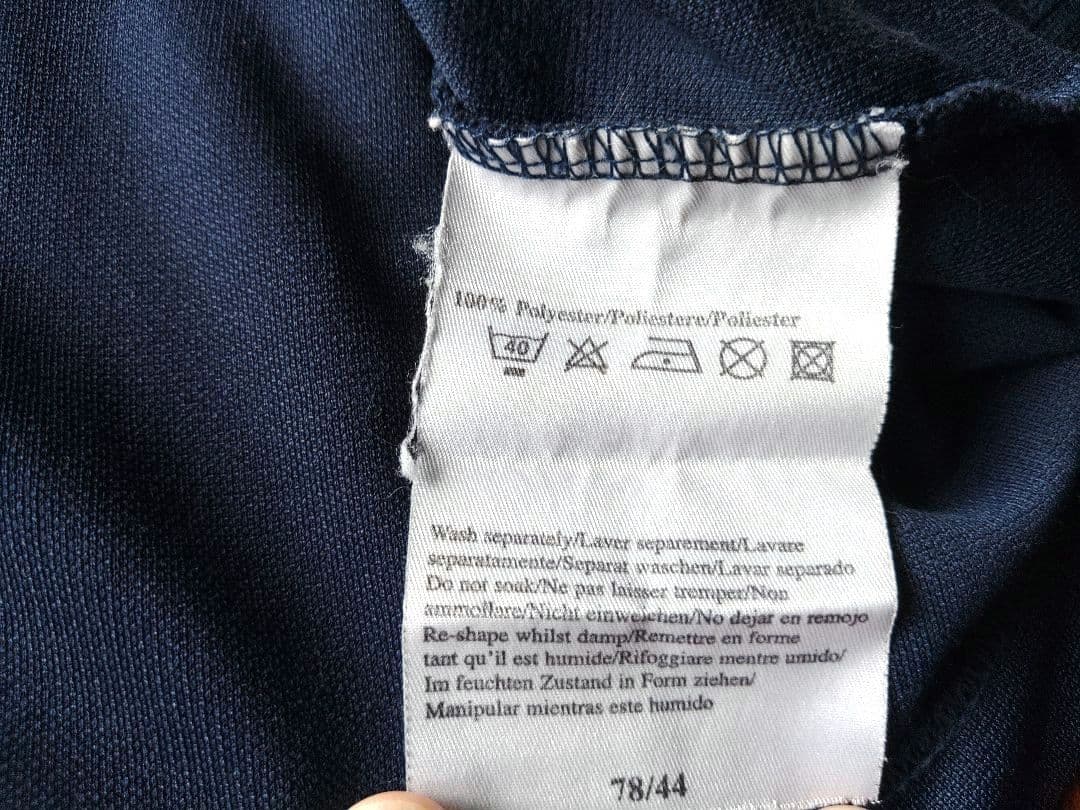 100% Polyester/Poliestere/Poliester
40
Wash separately/Laver separement/Lavare
separatamente/Separat waschen/Lavar separado
Do not soak/Ne pas laisser tremper/Non
ammollare/Nicht einweichen/No dejar en remojo
Re-shape whilst damp/Remettre en forme
tant qu'il est humide/Rifoggiare mentre umido/
Im feuchten Zustand in Form ziehen/
Manipular mientras este humido
78/44